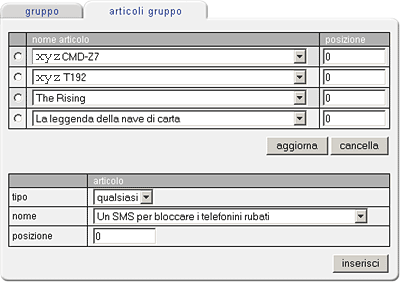 gruppo articoli gruppo
nome articolo posizione
xyz CMD-Z7 0
xyz T192 0
The Rising 0
La leggenda della nave di carta 0
aggiorna cancella
articolo
tipo qualsiasi
nome Un SMS per bloccare i telefonini rubati
posizione 0
inserisci